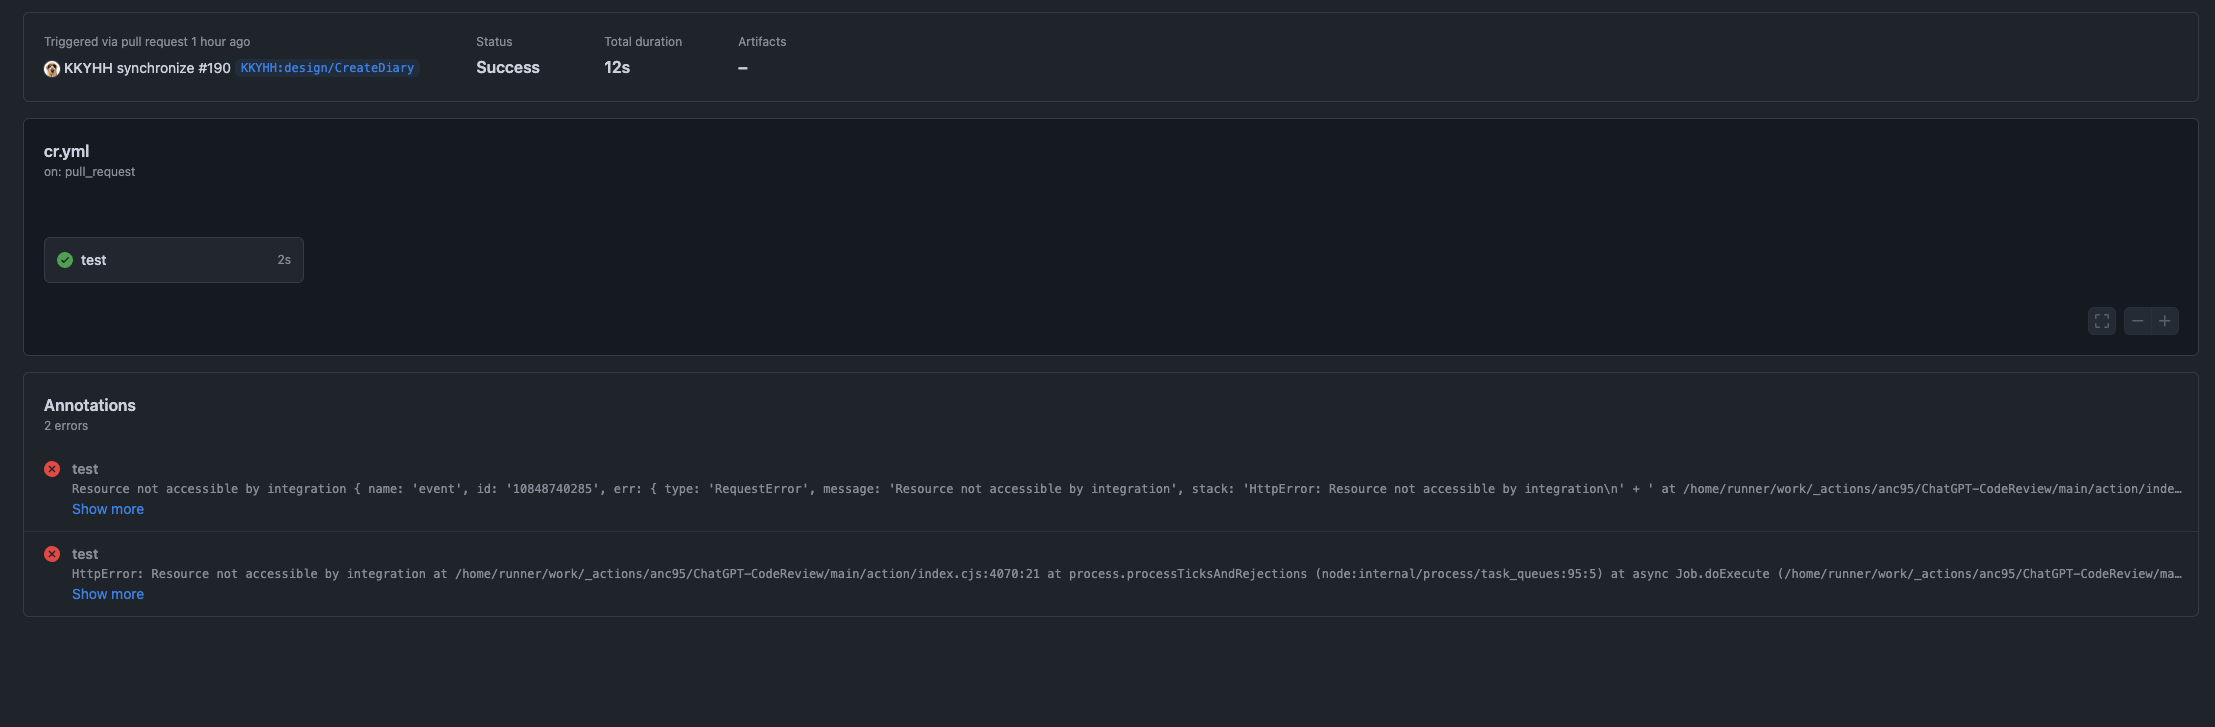 Triggered via pull request 1 hour ago
KKYHH synchronize #190 KKYHH:design/CreateDiary
Status
Success
Total duration
12s
Artifacts
–
cr.yml
on: pull_request
test 2s
Annotations
2 errors
test
Resource not accessible by integration { name: 'event', id: '10848740285', err: { type: 'RequestError', message: 'Resource not accessible by integration', stack: 'HttpError: Resource not accessible by integration\n' + ' at /home/runner/work/_actions/anc95/ChatGPT-CodeReview/main/action/inde…
Show more
test
HttpError: Resource not accessible by integration at /home/runner/work/_actions/anc95/ChatGPT-CodeReview/main/action/index.cjs:4070:21 at process.processTicksAndRejections (node:internal/process/task_queues:95:5) at async Job.doExecute (/home/runner/work/_actions/anc95/ChatGPT-CodeReview/ma…
Show more